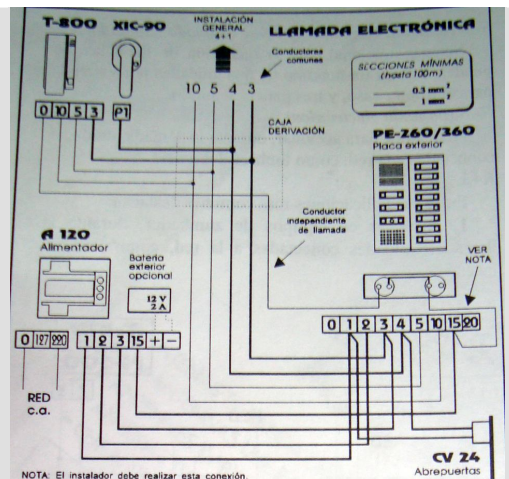 T-800
XIC-90
INSTALACIÓN
GENERAL
4+1
LLAMADA ELECTRÓNICA
Conductores
comunes
SECCIONES MÍNIMAS
(hasta 100m)
0.3 mm²
1 mm²
10 5 4 3
0 10 5 3
P1
CAJA
DERIVACIÓN
PE-260/360
Placa exterior
Conductor
independiente
de llamada
A 120
Alimentador
Bateria
exterior
opcional
12 V
2 A
VER
NOTA
0 1 2 3 4 5 10 15 20
0 127 220
1 2 3 15 + -
RED
c.a.
CV 24
Abrepuertas
NOTA: El instalador debe realizar esta conexión.